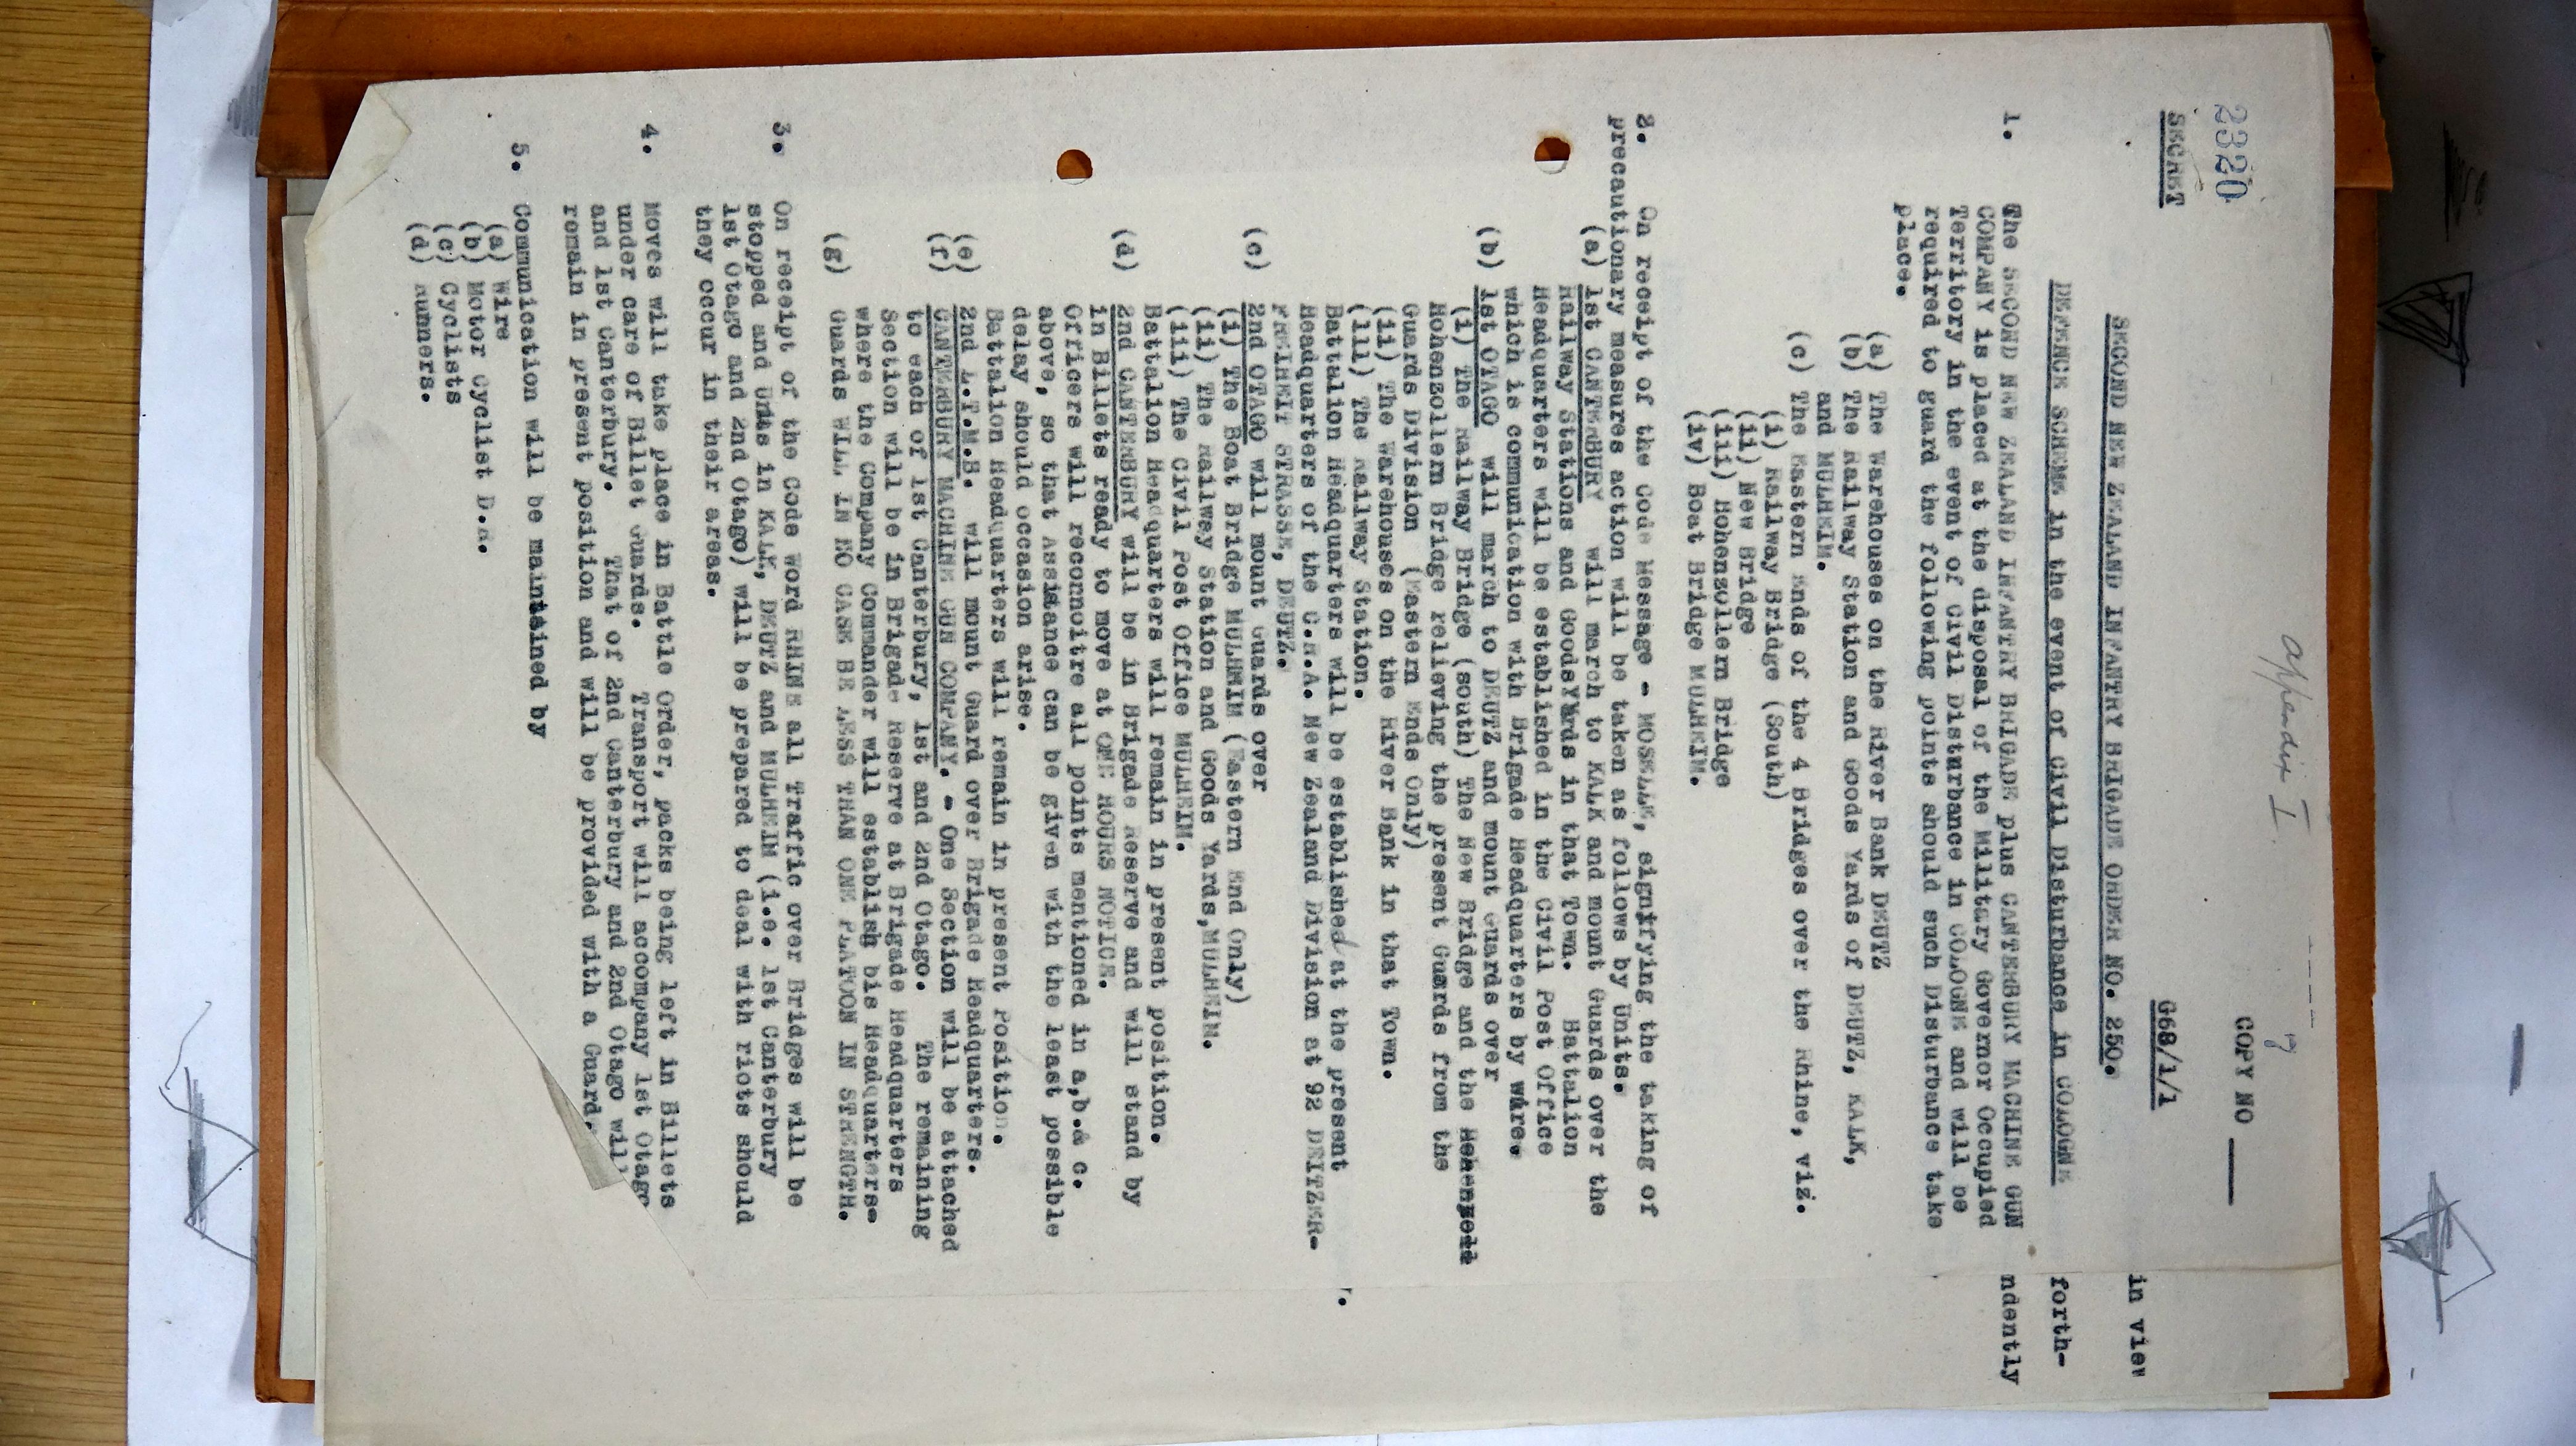 Appendix I.
2320
COPY NO
9
SECRET
G68/1/1
SECOND NEW ZEALAND INFANTRY BRIGADE ORDER NO. 250.
DEFENCE SCHEME in the event of Civil Disturbance in COLOGNE
1. The SECOND NEW ZEALAND INFANTRY BRIGADE plus CANTERBURY MACHINE GUN
COMPANY is placed at the disposal of the Military Governor Occupied
Territory in the event of Civil Disturbance in COLOGNE and will be
required to guard the following points should such Disturbance take
place.
(a) The Warehouses on the River Bank DEUTZ
(b) The Railway Station and Goods Yards of DEUTZ, KALK,
and MULHEIM.
(c) The Eastern Ends of the 4 Bridges over the Rhine, viz.
(i) Railway Bridge (South)
(ii) New Bridge
(iii) Hohenzollern Bridge
(iv) Boat Bridge MULHEIM.
2. On receipt of the Code Message - MOSELLE, signifying the taking of
precautionary measures action will be taken as follows by Units.
(a) 1st CANTERBURY will march to KALK and mount Guards over the
Railway Stations and Goods Yards in that Town. Battalion
Headquarters will be established in the Civil Post Office
which is communication with Brigade Headquarters by wire.
(b) 1st OTAGO will march to DEUTZ and mount Guards over
(i) The Railway Bridge (south) The New Bridge and the Hohenzoll
Hohenzollern Bridge relieving the present Guards from the
Guards Division (Eastern Ends Only)
(ii) The Warehouses on the River Bank in that Town.
(iii) The Railway Station.
Battalion Headquarters will be established at the present
Headquarters of the C.R.A. New Zealand Division at 92 DEITZER-
FREIHEIT STRASSE, DEUTZ.
(c) 2nd OTAGO will mount Guards over
(i) The Boat Bridge MULHEIM (Eastern End Only)
(ii) The Railway Station and Goods Yards, MULHEIM.
(iii) The Civil Post Office MULHEIM.
Battalion Headquarters will remain in present position.
(d) 2nd CANTERBURY will be in Brigade Reserve and will stand by
in Billets ready to move at ONE HOURS NOTICE.
Officers will reconnoitre all points mentioned in a,b.& c.
above, so that Assistance can be given with the least possible
delay should occasion arise.
Battalion Headquarters will remain in present Position.
(e) 2nd L.T.M.B. will mount Guard over Brigade Headquarters.
(f) CANTERBURY MACHINE GUN COMPANY. - One Section will be attached
to each of 1st Canterbury, 1st and 2nd Otago. The remaining
Section will be in Brigade Reserve at Brigade Headquarters
where the Company Commander will establish his Headquarters-
(g) Guards WILL IN NO CASE BE LESS THAN ONE PLATOON IN STRENGTH.
3. On receipt of the Code Word RHINE all Traffic over Bridges will be
stopped and Units in KALK, DEUTZ and MULHEIM (i.e. 1st Canterbury
1st Otago and 2nd Otago) will be prepared to deal with riots should
they occur in their areas.
4. Moves will take place in Battle Order, packs being left in Billets
under care of Billet Guards. Transport will accompany 1st Otago
and 1st Canterbury. That of 2nd Canterbury and 2nd Otago will
remain in present position and will be provided with a Guard.
5. Communication will be maintained by
(a) Wire
(b) Motor Cyclist D.R.
(c) Cyclists
(d) Runners.
in view
forth-
ndently